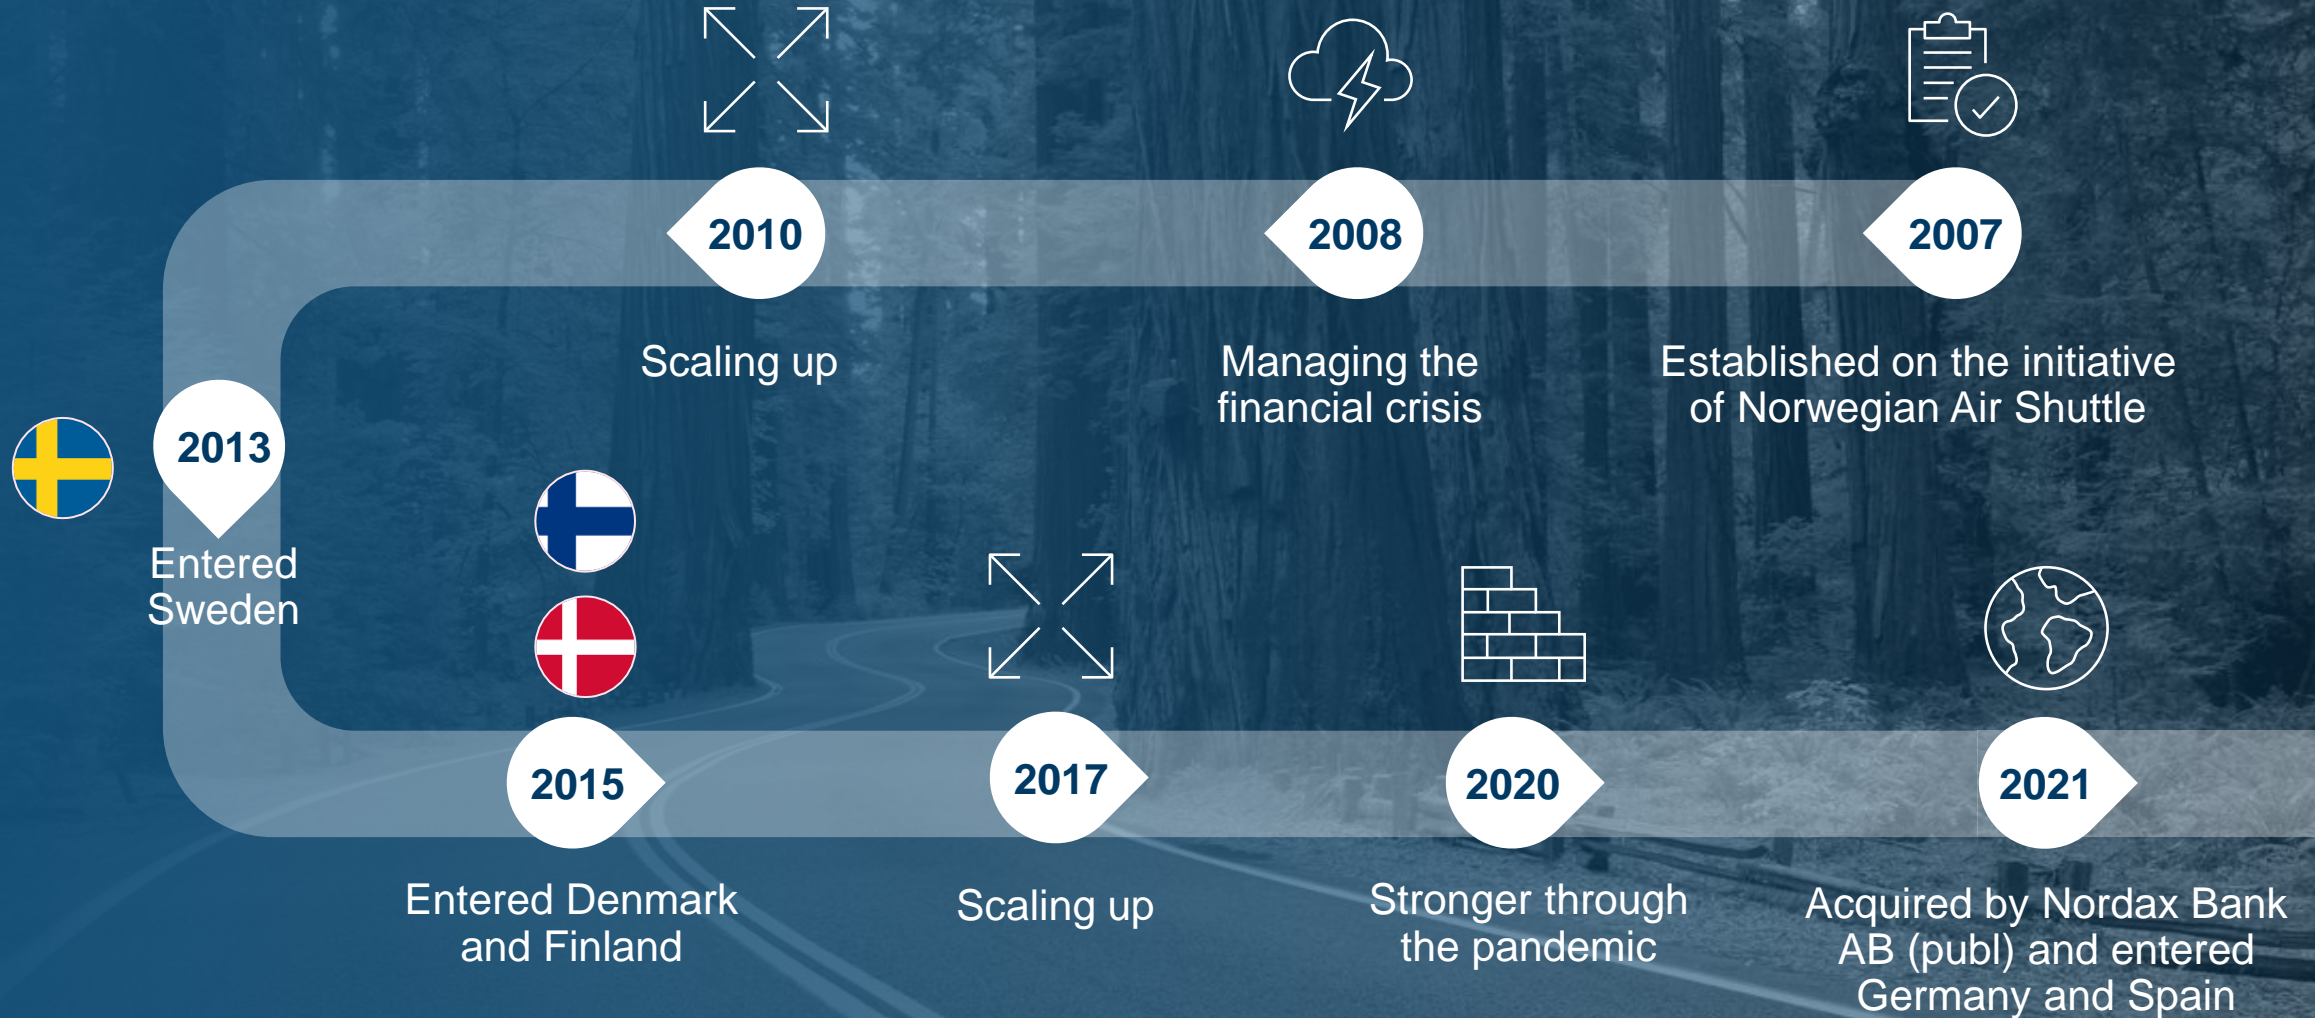 2007
Established on the initiative
of Norwegian Air Shuttle
2008
Managing the
financial crisis
2010
Scaling up
2013
Entered
Sweden
2015
Entered Denmark
and Finland
2017
Scaling up
2020
Stronger through
the pandemic
2021
Acquired by Nordax Bank
AB (publ) and entered
Germany and Spain